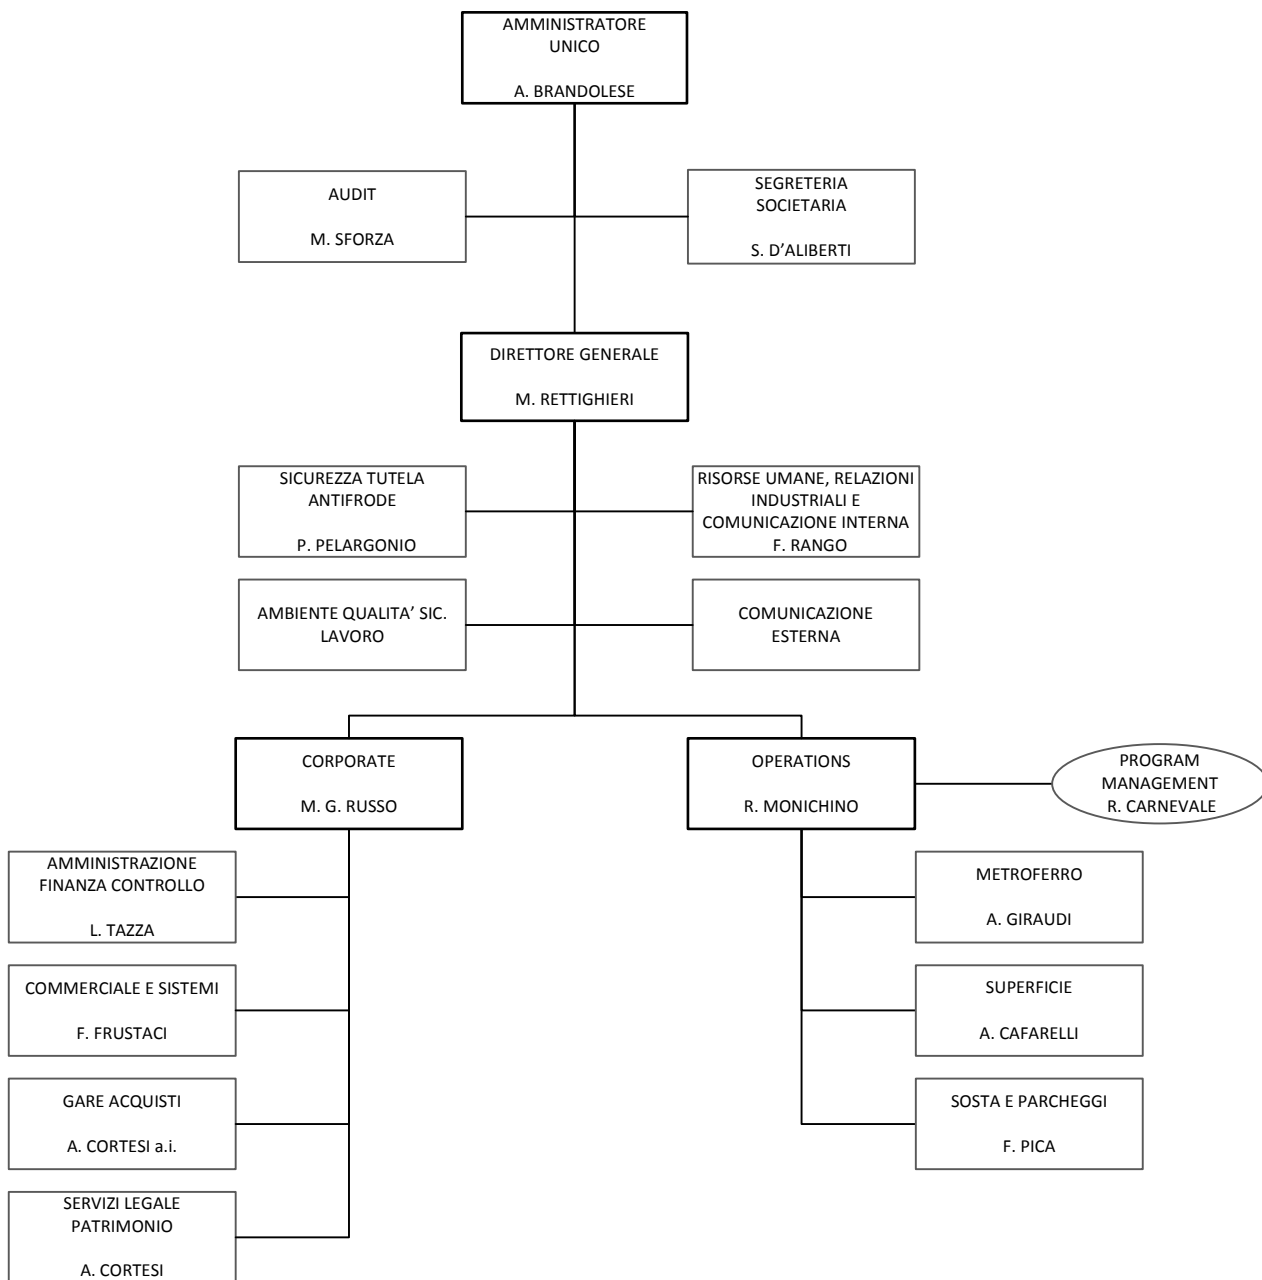 AMMINISTRATORE
UNICO
A. BRANDOLESE
AUDIT
M. SFORZA
SEGRETERIA
SOCIETARIA
S. D’ALIBERTI
DIRETTORE GENERALE
M. RETTIGHIERI
SICUREZZA TUTELA
ANTIFRODE
P. PELARGONIO
RISORSE UMANE, RELAZIONI
INDUSTRIALI E
COMUNICAZIONE INTERNA
F. RANGO
AMBIENTE QUALITA’ SIC.
LAVORO
COMUNICAZIONE
ESTERNA
CORPORATE
M. G. RUSSO
OPERATIONS
R. MONICHINO
PROGRAM
MANAGEMENT
R. CARNEVALE
AMMINISTRAZIONE
FINANZA CONTROLLO
L. TAZZA
METROFERRO
A. GIRAUDI
COMMERCIALE E SISTEMI
F. FRUSTACI
SUPERFICIE
A. CAFARELLI
GARE ACQUISTI
A. CORTESI a.i.
SOSTA E PARCHEGGI
F. PICA
SERVIZI LEGALE
PATRIMONIO
A. CORTESI